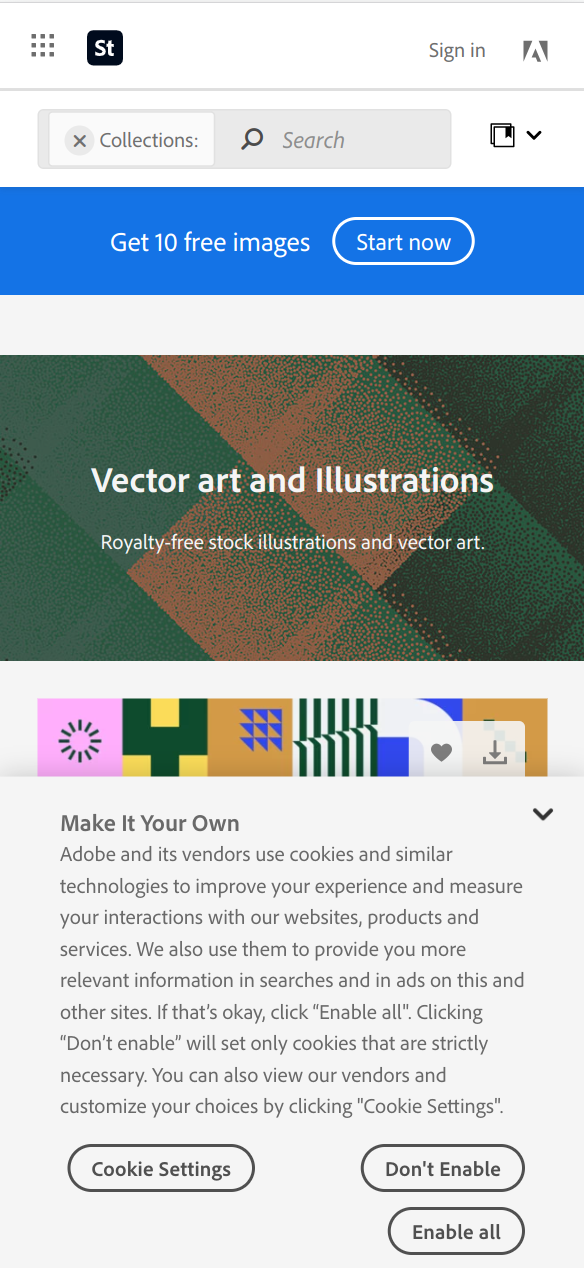 St
Sign in
Collections:
Search
Get 10 free images
Start now
Vector art and Illustrations
Royalty-free stock illustrations and vector art.
Make It Your Own
Adobe and its vendors use cookies and similar
technologies to improve your experience and measure
your interactions with our websites, products and
services. We also use them to provide you more
relevant information in searches and in ads on this and
other sites. If that’s okay, click “Enable all". Clicking
“Don’t enable” will set only cookies that are strictly
necessary. You can also view our vendors and
customize your choices by clicking "Cookie Settings".
Cookie Settings
Don't Enable
Enable all